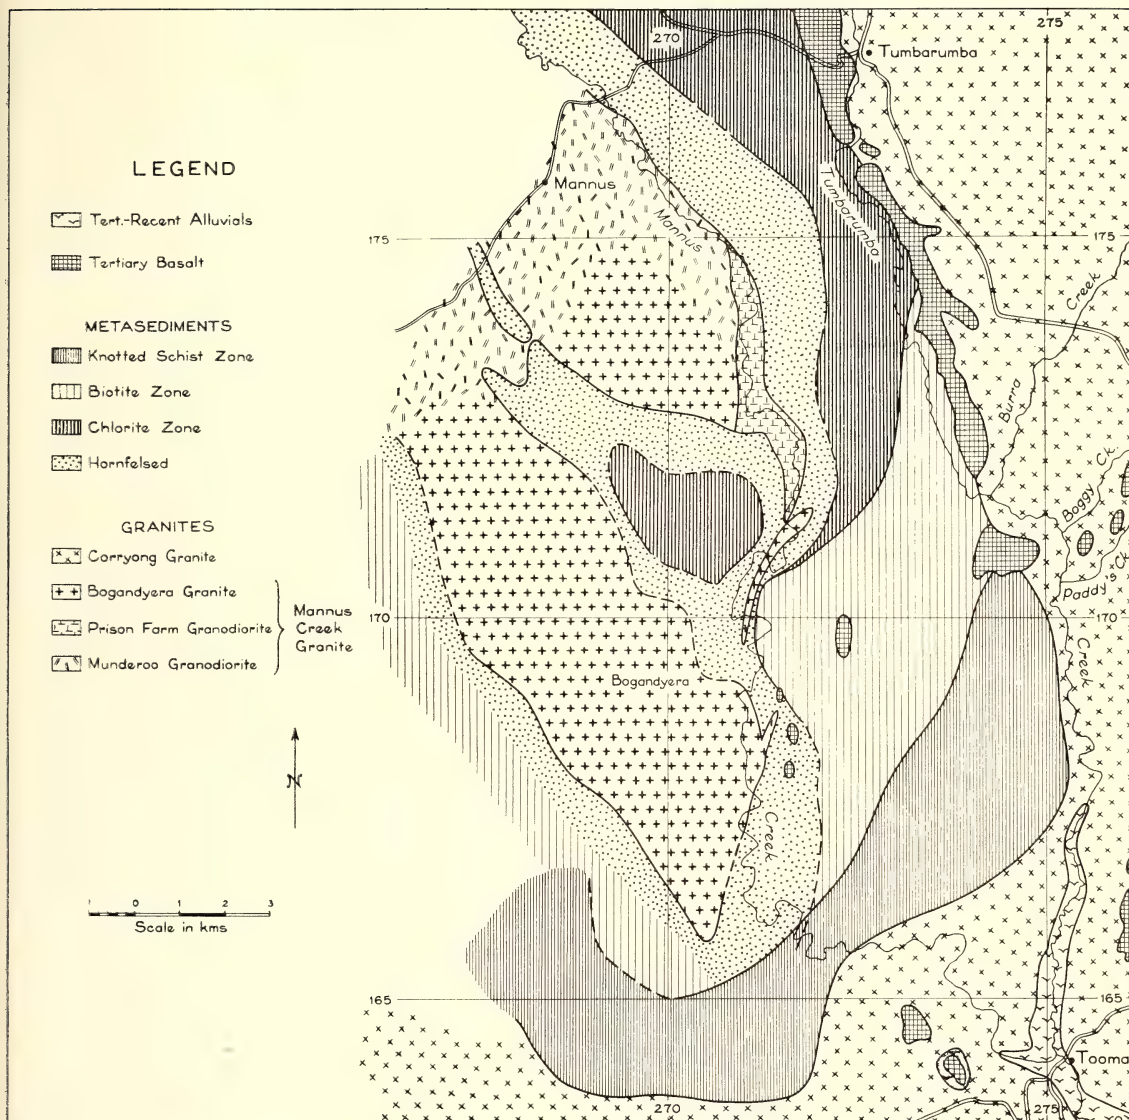 LEGEND
Tert.-Recent Alluvials
Tertiary Basalt
METASEDIMENTS
Knotted Schist Zone
Biotite Zone
Chlorite Zone
Hornfelsed
GRANITES
Corryong Granite
Bogandyera Granite
Prison Farm Granodiorite
Munderoo Granodiorite
Mannus
Creek
Granite
N
1 0 1 2 3
Scale in kms
270
275
Tumbarumba
Mannus
Mannus
Tumbarumba
175
175
Creek
Burra
Boggy Ck
Paddy's Ck
170
170
Creek
Bogandyera
Creek
165
165
Tooma
270
275